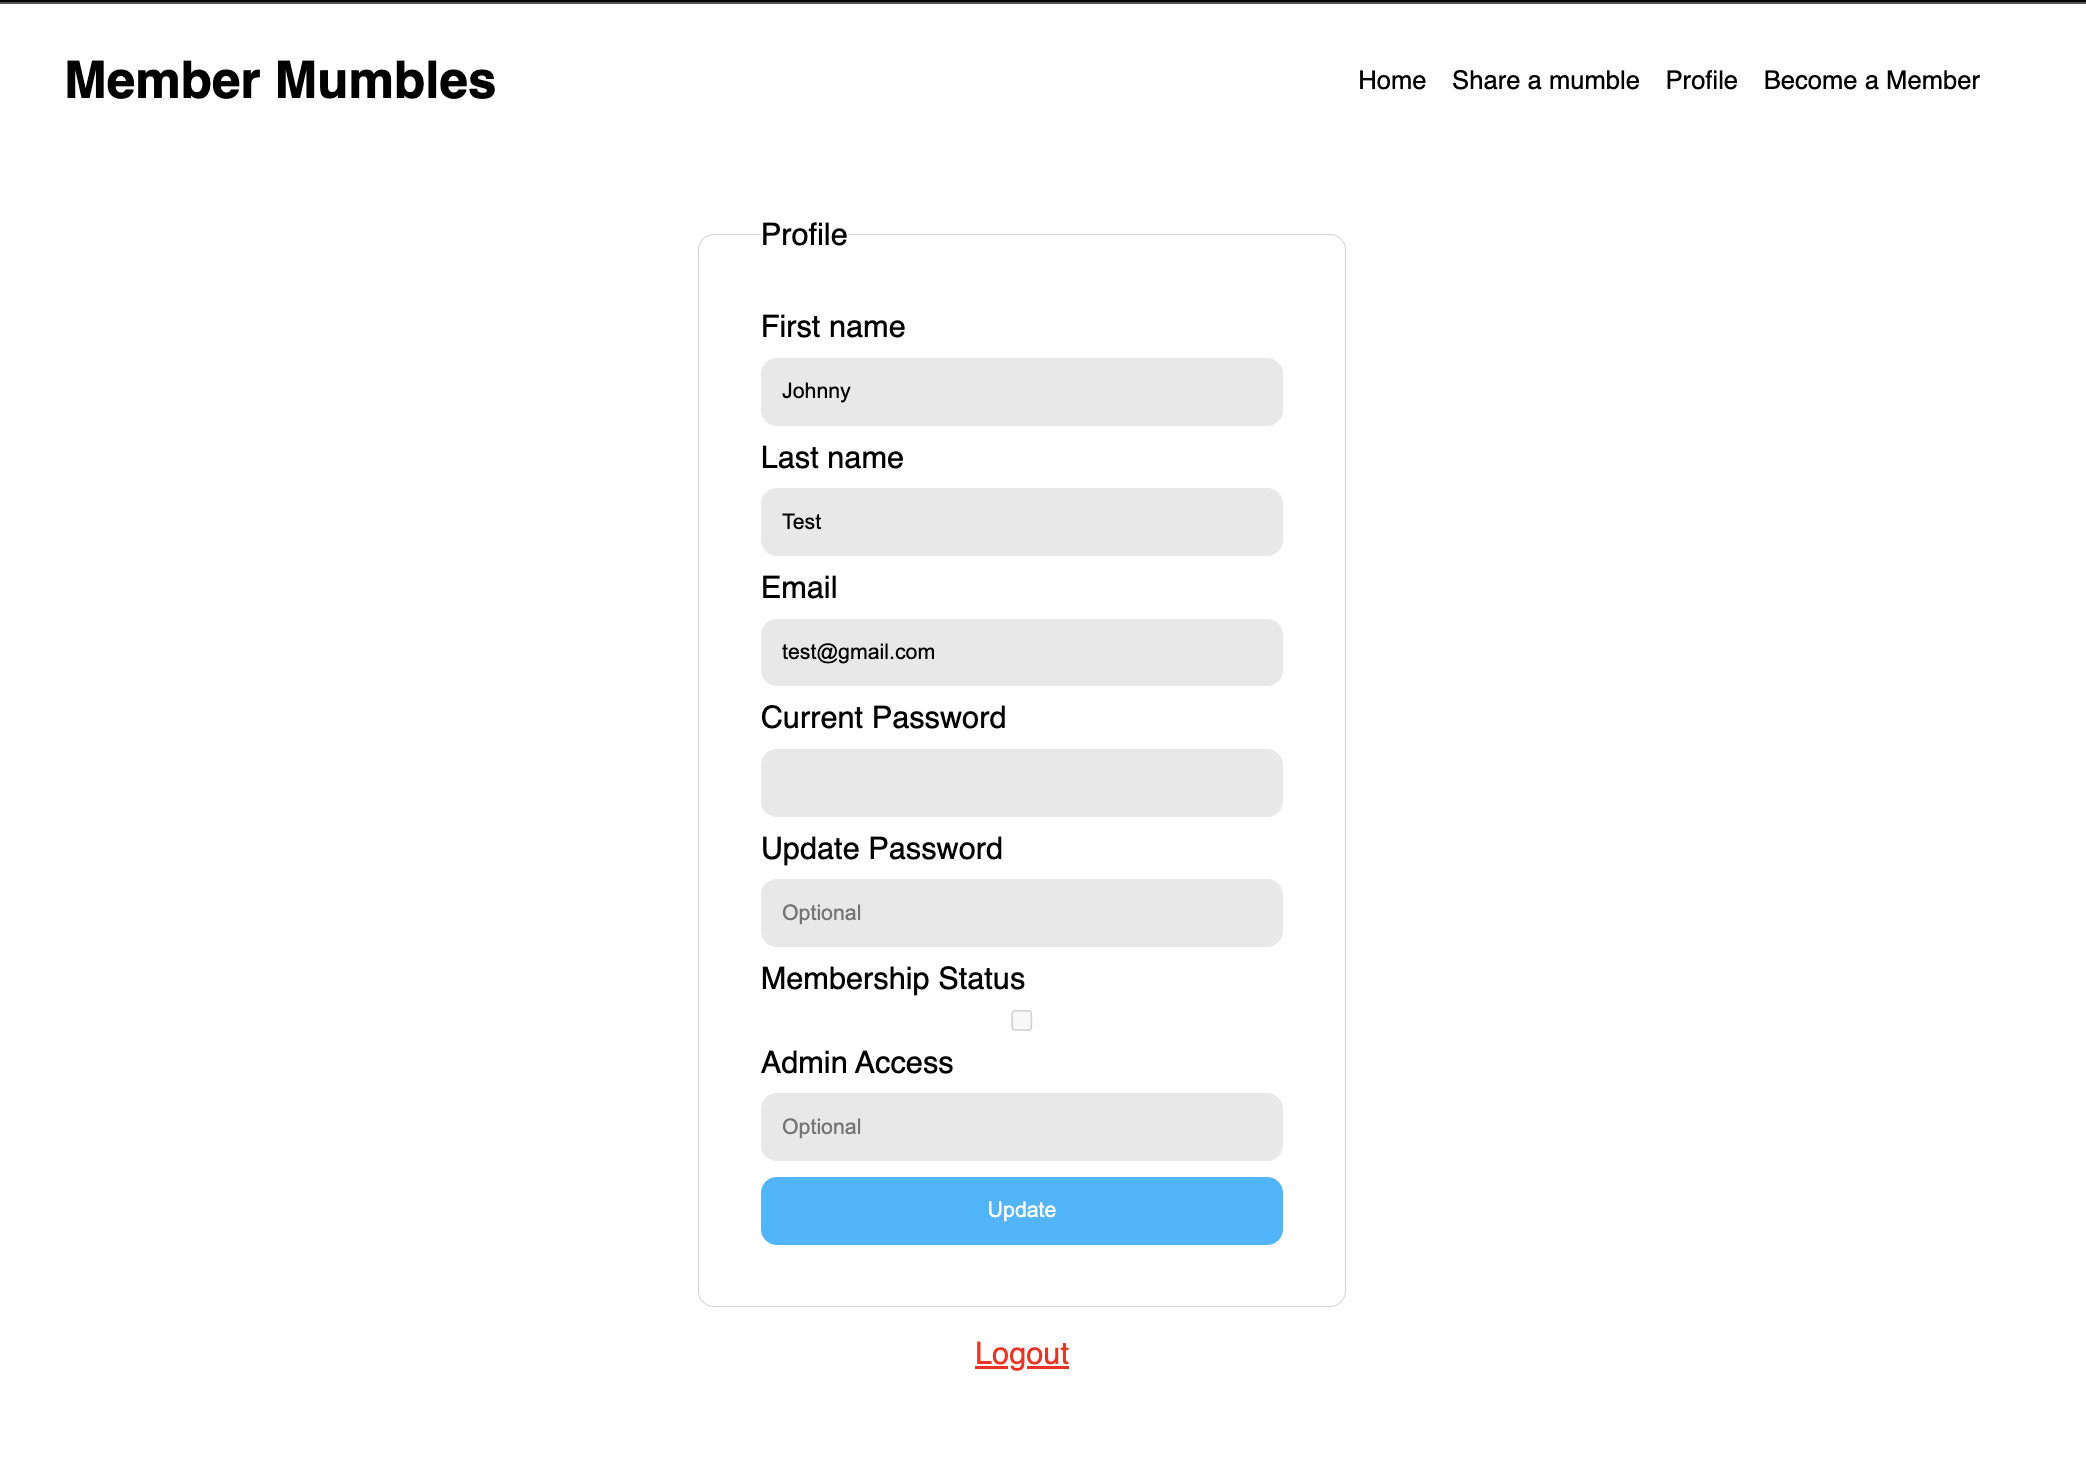 Member Mumbles
Home Share a mumble Profile Become a Member
Profile
First name
Johnny
Last name
Test
Email
test@gmail.com
Current Password
Update Password
Optional
Membership Status
Admin Access
Optional
Update
Logout